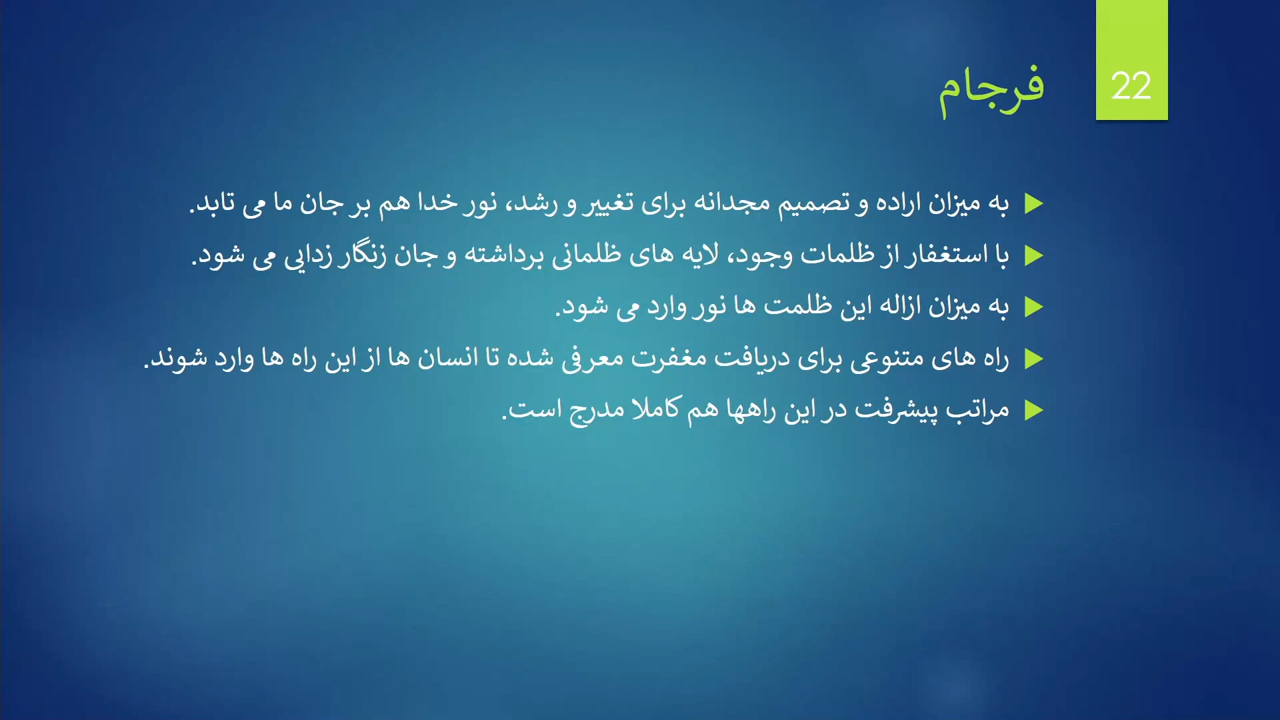 22
فرجام
به میزان اراده و تصمیم مجدانه برای تغییر و رشد، نور خدا هم بر جان ما می تابد.
با استغفار از ظلمات وجود، لایه های ظلمانی برداشته و جان زنگار زدایی می شود.
به میزان ازاله این ظلمت ها نور وارد می شود.
راه های متنوعی برای دریافت مغفرت معرفی شده تا انسان ها از این راه ها وارد شوند.
مراتب پیشرفت در این راهها هم کاملا مدرج است.